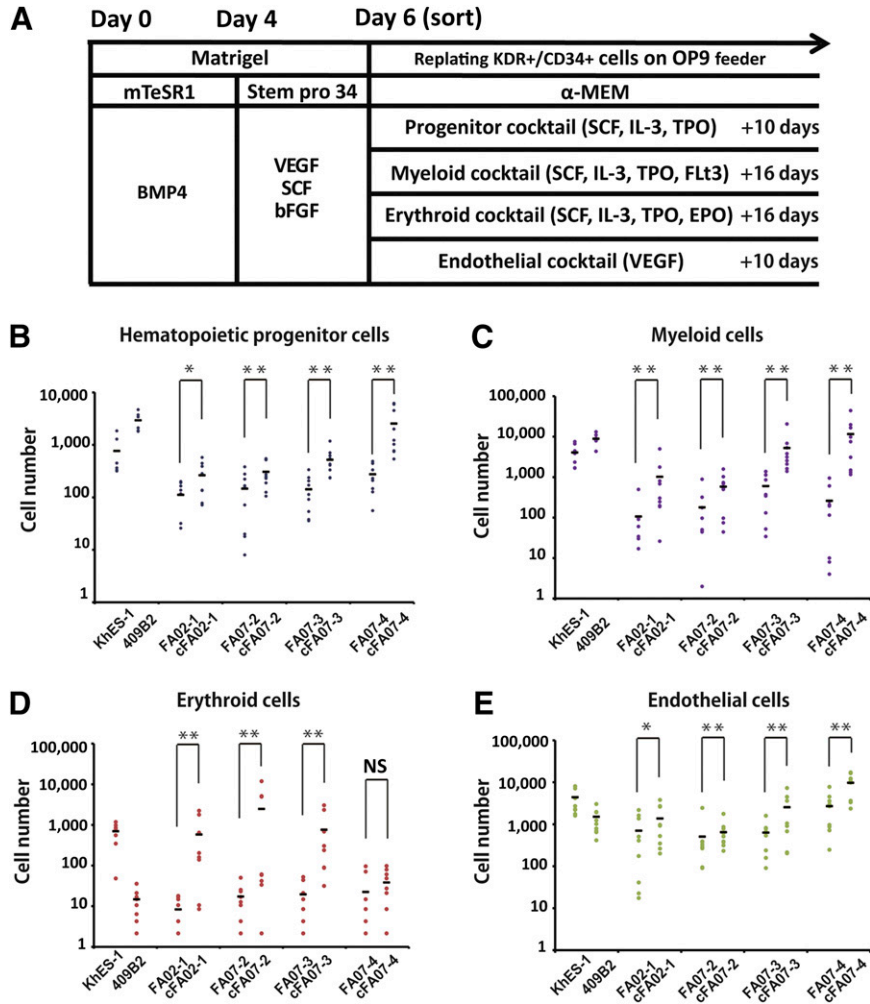 A
Day 0 Day 4 Day 6 (sort)
Matrigel Replating KDR+/CD34+ cells on OP9 feeder
mTeSR1 Stem pro 34 α-MEM
BMP4
VEGF
SCF
bFGF
Progenitor cocktail (SCF, IL-3, TPO) +10 days
Myeloid cocktail (SCF, IL-3, TPO, FLt3) +16 days
Erythroid cocktail (SCF, IL-3, TPO, EPO) +16 days
Endothelial cocktail (VEGF) +10 days
B
Hematopoietic progenitor cells
Cell number
10,000
1,000
100
10
1
* ** ** **
KhES-1
409B2
FA02-1
cFA02-1
FA07-2
cFA07-2
FA07-3
cFA07-3
FA07-4
cFA07-4
C
Myeloid cells
Cell number
100,000
10,000
1,000
100
10
1
** ** ** **
KhES-1
409B2
FA02-1
cFA02-1
FA07-2
cFA07-2
FA07-3
cFA07-3
FA07-4
cFA07-4
D
Erythroid cells
Cell number
100,000
10,000
1,000
100
10
1
** ** ** NS
KhES-1
409B2
FA02-1
cFA02-1
FA07-2
cFA07-2
FA07-3
cFA07-3
FA07-4
cFA07-4
E
Endothelial cells
Cell number
100,000
10,000
1,000
100
10
1
* ** ** **
KhES-1
409B2
FA02-1
cFA02-1
FA07-2
cFA07-2
FA07-3
cFA07-3
FA07-4
cFA07-4